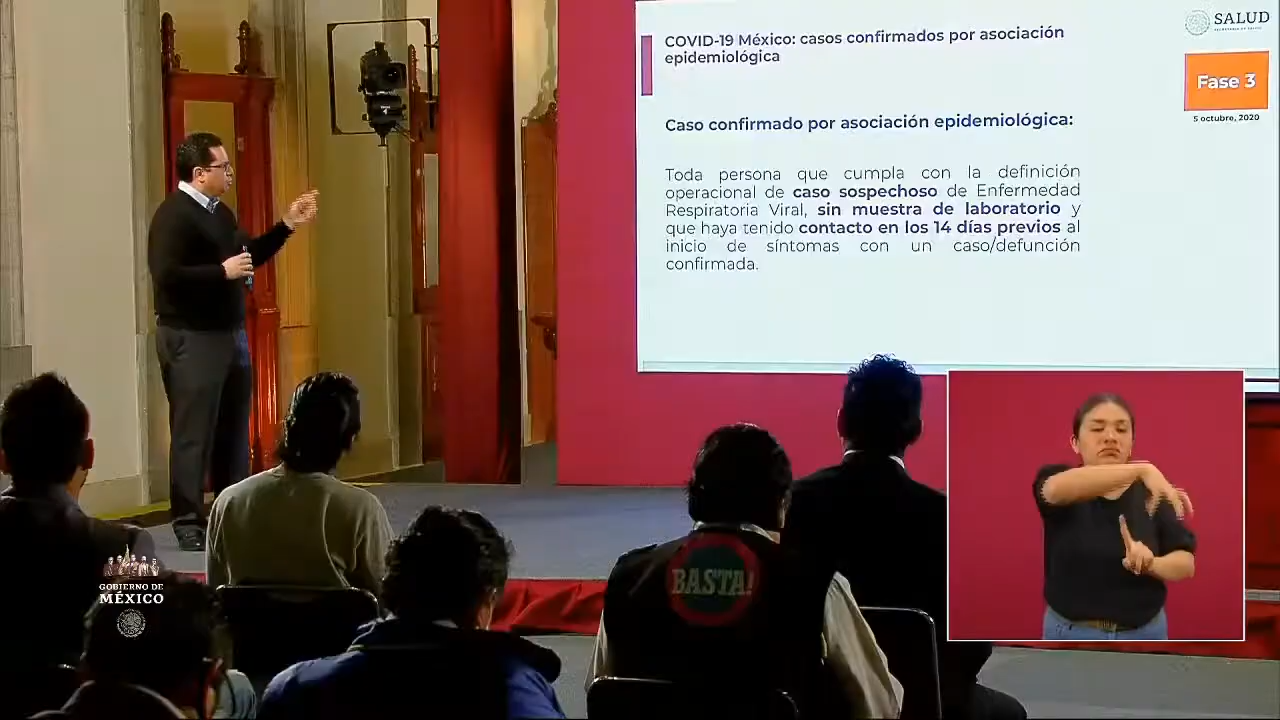 COVID-19 México: casos confirmados por asociación
epidemiológica
SALUD
SECRETARÍA DE SALUD
Fase 3
5 octubre, 2020
Caso confirmado por asociación epidemiológica:
Toda persona que cumpla con la definición
operacional de caso sospechoso de Enfermedad
Respiratoria Viral, sin muestra de laboratorio y
que haya tenido contacto en los 14 días previos al
inicio de síntomas con un caso/defunción
confirmada.
BASTA!
GOBIERNO DE
MÉXICO